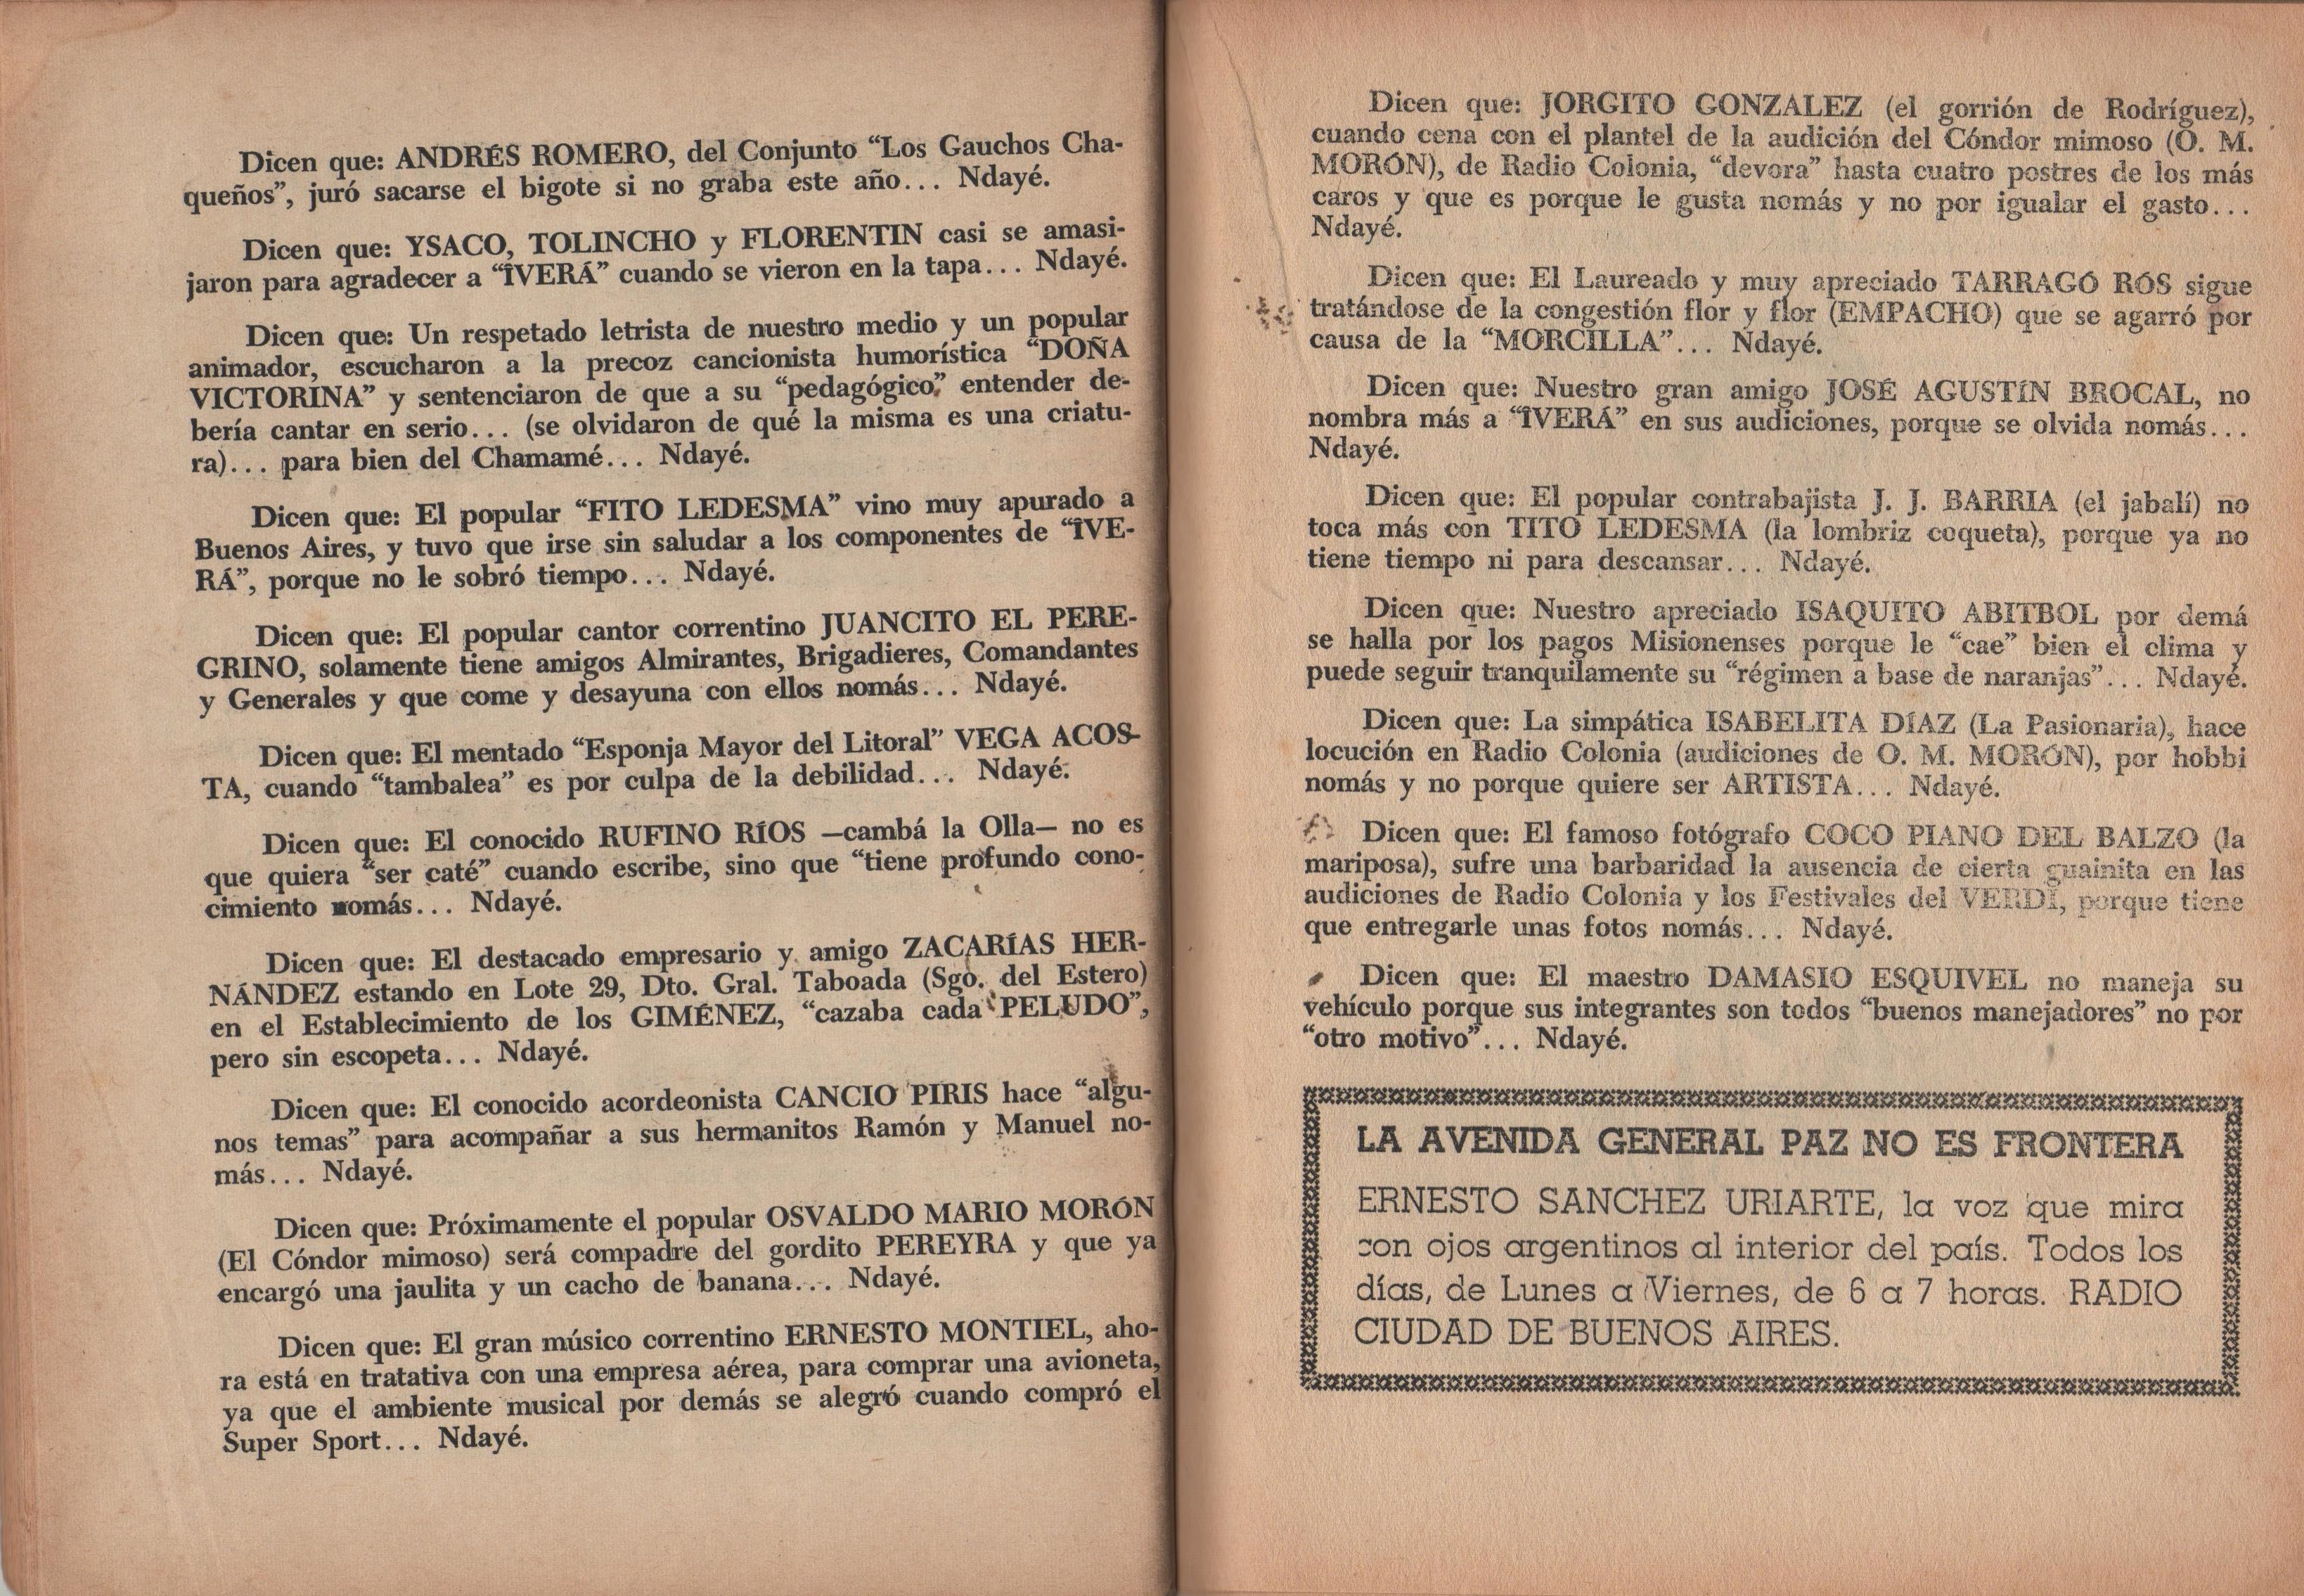 Dicen que: ANDRÉS ROMERO, del Conjunto “Los Gauchos Cha-
queños”, juró sacarse el bigote si no graba este año... Ndayé.
Dicen que: YSACO, TOLINCHO y FLORENTIN casi se amasi-
jaron para agradecer a “ÎVERÁ” cuando se vieron en la tapa... Ndayé.
Dicen que: Un respetado letrista de nuestro medio y un popular
animador, escucharon a la precoz cancionista humorística “DOÑA
VICTORINA” y sentenciaron de que a su “pedagógico” entender de-
bería cantar en serio... (se olvidaron de qué la misma es una criatu-
ra)... para bien del Chamamé... Ndayé.
Dicen que: El popular “FITO LEDESMA” vino muy apurado a
Buenos Aires, y tuvo que irse sin saludar a los componentes de “ÎVE-
RÁ”, porque no le sobró tiempo... Ndayé.
Dicen que: El popular cantor correntino JUANCITO EL PERE-
GRINO, solamente tiene amigos Almirantes, Brigadieres, Comandantes
y Generales y que come y desayuna con ellos nomás... Ndayé.
Dicen que: El mentado “Esponja Mayor del Litoral” VEGA ACOS-
TA, cuando “tambalea” es por culpa de la debilidad... Ndayé.
Dicen que: El conocido RUFINO RÍOS —cambá la Olla— no es
que quiera “ser caté” cuando escribe, sino que “tiene profundo cono-
cimiento nomás... Ndayé.
Dicen que: El destacado empresario y amigo ZACARÍAS HER-
NÁNDEZ estando en Lote 29, Dto. Gral. Taboada (Sgo. del Estero)
en el Establecimiento de los GIMÉNEZ, “cazaba cada PELUDO”,
pero sin escopeta... Ndayé.
Dicen que: El conocido acordeonista CANCIO PIRIS hace “algu-
nos temas” para acompañar a sus hermanitos Ramón y Manuel no-
más... Ndayé.
Dicen que: Próximamente el popular OSVALDO MARIO MORÓN
(El Cóndor mimoso) será compadre del gordito PEREYRA y que ya
encargó una jaulita y un cacho de banana... Ndayé.
Dicen que: El gran músico correntino ERNESTO MONTIEL, aho-
ra está en tratativa con una empresa aérea, para comprar una avioneta,
ya que el ambiente musical por demás se alegró cuando compró el
Super Sport... Ndayé.
Dicen que: JORGITO GONZALEZ (el gorrión de Rodríguez),
cuando cena con el plantel de la audición del Cóndor mimoso (O. M.
MORÓN), de Radio Colonia, “devora” hasta cuatro postres de los más
caros y que es porque le gusta nomás y no por igualar el gasto...
Ndayé.
Dicen que: El Laureado y muy apreciado TARRAGÓ RÓS sigue
tratándose de la congestión flor y flor (EMPACHO) que se agarró por
causa de la “MORCILLA”... Ndayé.
Dicen que: Nuestro gran amigo JOSÉ AGUSTÍN BROCAL, no
nombra más a “ÎVERÁ” en sus audiciones, porque se olvida nomás...
Ndayé.
Dicen que: El popular contrabajista J. J. BARRIA (el jabalí) no
toca más con TITO LEDESMA (la lombriz coqueta), porque ya no
tiene tiempo ni para descansar... Ndayé.
Dicen que: Nuestro apreciado ISAQUITO ABITBOL por demá
se halla por los pagos Misionenses porque le “cae” bien el clima y
puede seguir tranquilamente su “régimen a base de naranjas”... Ndayé.
Dicen que: La simpática ISABELITA DÍAZ (La Pasionaria), hace
locución en Radio Colonia (audiciones de O. M. MORÓN), por hobbi
nomás y no porque quiere ser ARTISTA... Ndayé.
Dicen que: El famoso fotógrafo COCO PIANO DEL BALZO (la
mariposa), sufre una barbaridad la ausencia de cierta guainita en las
audiciones de Radio Colonia y los Festivales del VERDI, porque tiene
que entregarle unas fotos nomás... Ndayé.
Dicen que: El maestro DAMASIO ESQUIVEL no maneja su
vehículo porque sus integrantes son todos “buenos manejadores” no por
“otro motivo”... Ndayé.
LA AVENIDA GENERAL PAZ NO ES FRONTERA
ERNESTO SANCHEZ URIARTE, la voz que mira
con ojos argentinos al interior del país. Todos los
días, de Lunes a Viernes, de 6 a 7 horas. RADIO
CIUDAD DE BUENOS AIRES.